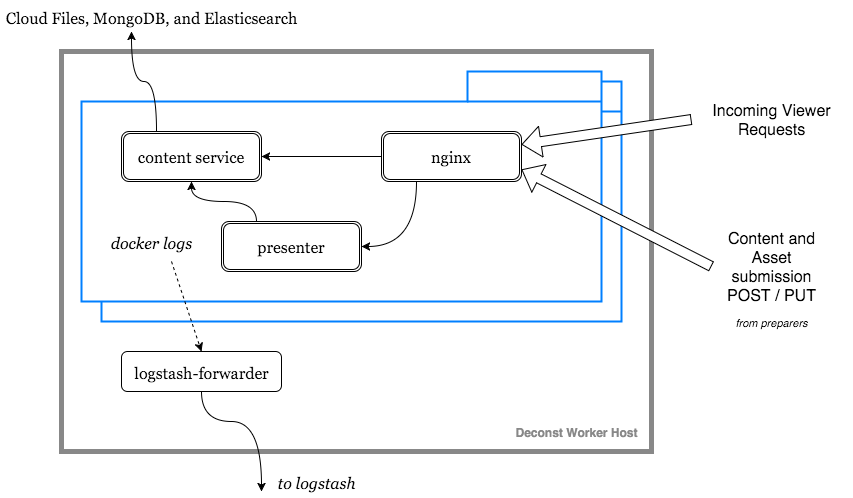 Cloud Files, MongoDB, and Elasticsearch
Incoming Viewer
Requests
content service
nginx
presenter
docker logs
Content and
Asset
submission
POST / PUT
from preparers
logstash-forwarder
Deconst Worker Host
to logstash